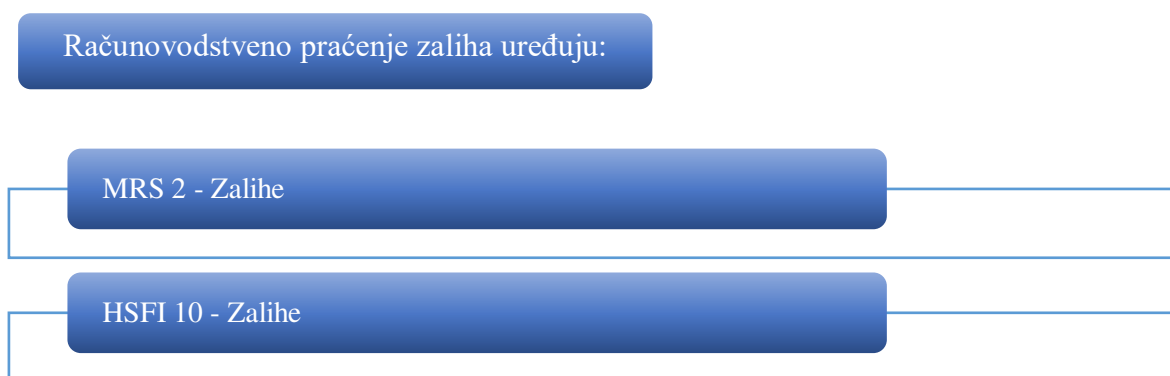 Računovodstveno praćenje zaliha uređuju:
MRS 2 - Zalihe
HSFI 10 - Zalihe